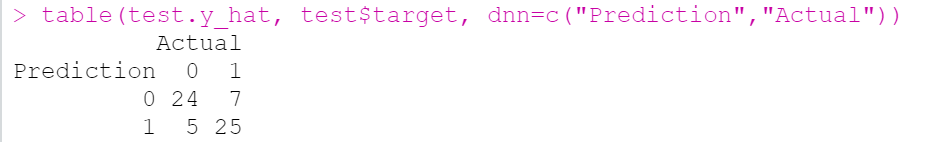 > table(test.y_hat, test$target, dnn=c("Prediction","Actual"))
          Actual
Prediction  0  1
         0 24  7
         1  5 25